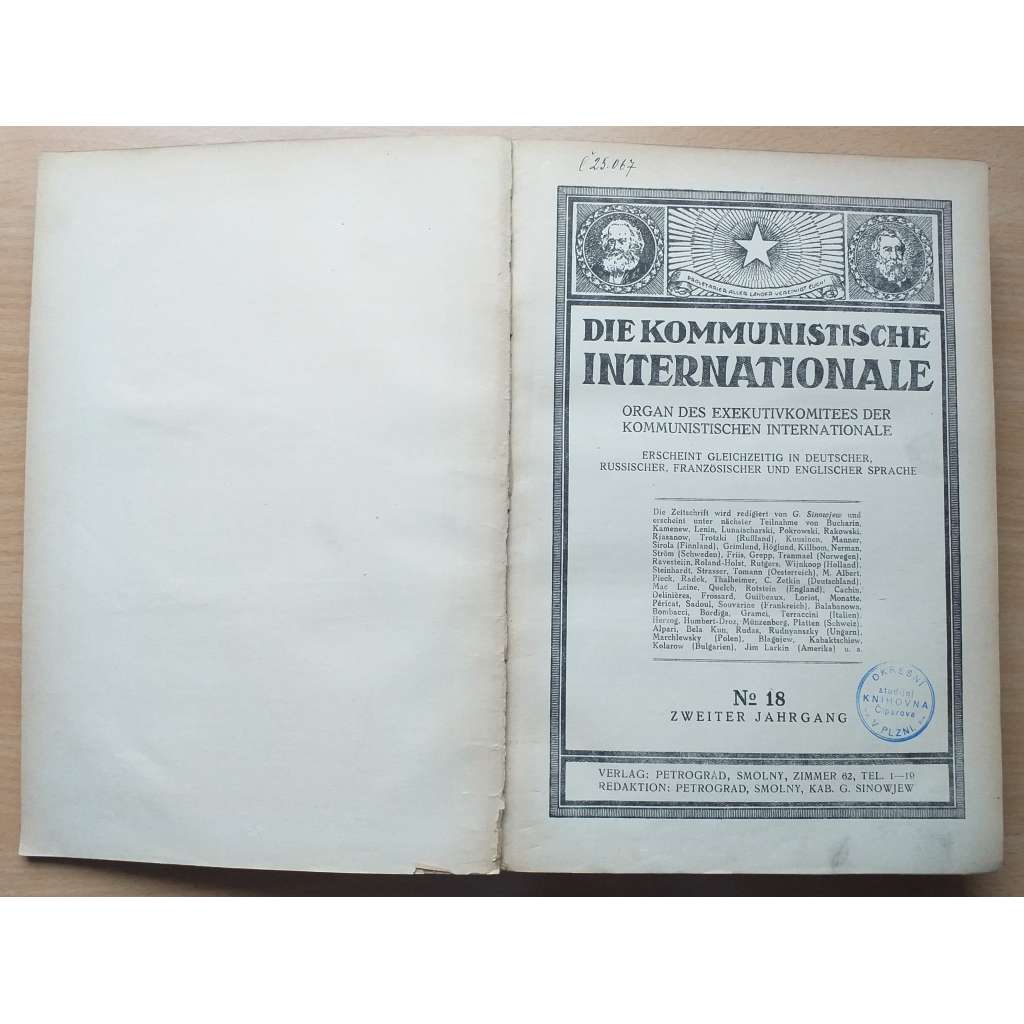 č 25.067
PROLETARIER ALLER LÄNDER VEREINIGT EUCH!
DIE KOMMUNISTISCHE
INTERNATIONALE
ORGAN DES EXEKUTIVKOMITEES DER
KOMMUNISTISCHEN INTERNATIONALE
ERSCHEINT GLEICHZEITIG IN DEUTSCHER,
RUSSISCHER, FRANZÖSISCHER UND ENGLISCHER SPRACHE
Die Zeitschrift wird redigiert von G. Sinowjew und
erscheint unter nächster Teilnahme von Bucharin,
Kamenew, Lenin, Lunatscharski, Pokrowski, Rakowski,
Rjasanow, Trotzki (Rußland), Kuusinen, Manner,
Sirola (Finnland), Grimlund, Höglund, Killbom, Nerman,
Ström (Schweden), Friis, Grepp, Tranmael (Norwegen),
Ravesteijn, Roland-Holst, Rutgers, Wijnkoop (Holland),
Steinhardt, Strasser, Tomann (Oesterreich), M. Albert,
Pieck, Radek, Thalheimer, C. Zetkin (Deutschland),
Mac Laine, Quelch, Rotstein (England), Cachin,
Delinières, Frossard, Guilbeaux, Loriot, Monatte,
Péricat, Sadoul, Souvarine (Frankreich), Balabanowa,
Bombacci, Bordiga, Gramci, Terraccini (Italien),
Herzog, Humbert-Droz, Münzenberg, Platten (Schweiz),
Alpari, Bela Kun, Rudas, Rudnyanszky (Ungarn),
Marchlewsky (Polen), Blagojew, Kabaktschiew,
Kolarow (Bulgarien), Jim Larkin (Amerika) u. a.
№ 18
ZWEITER JAHRGANG
OKRESNÍ
studijní
KNIHOVNA
V PLZNI
VERLAG: PETROGRAD, SMOLNY, ZIMMER 62, TEL. 1—19
REDAKTION: PETROGRAD, SMOLNY, KAB. G. SINOWJEW